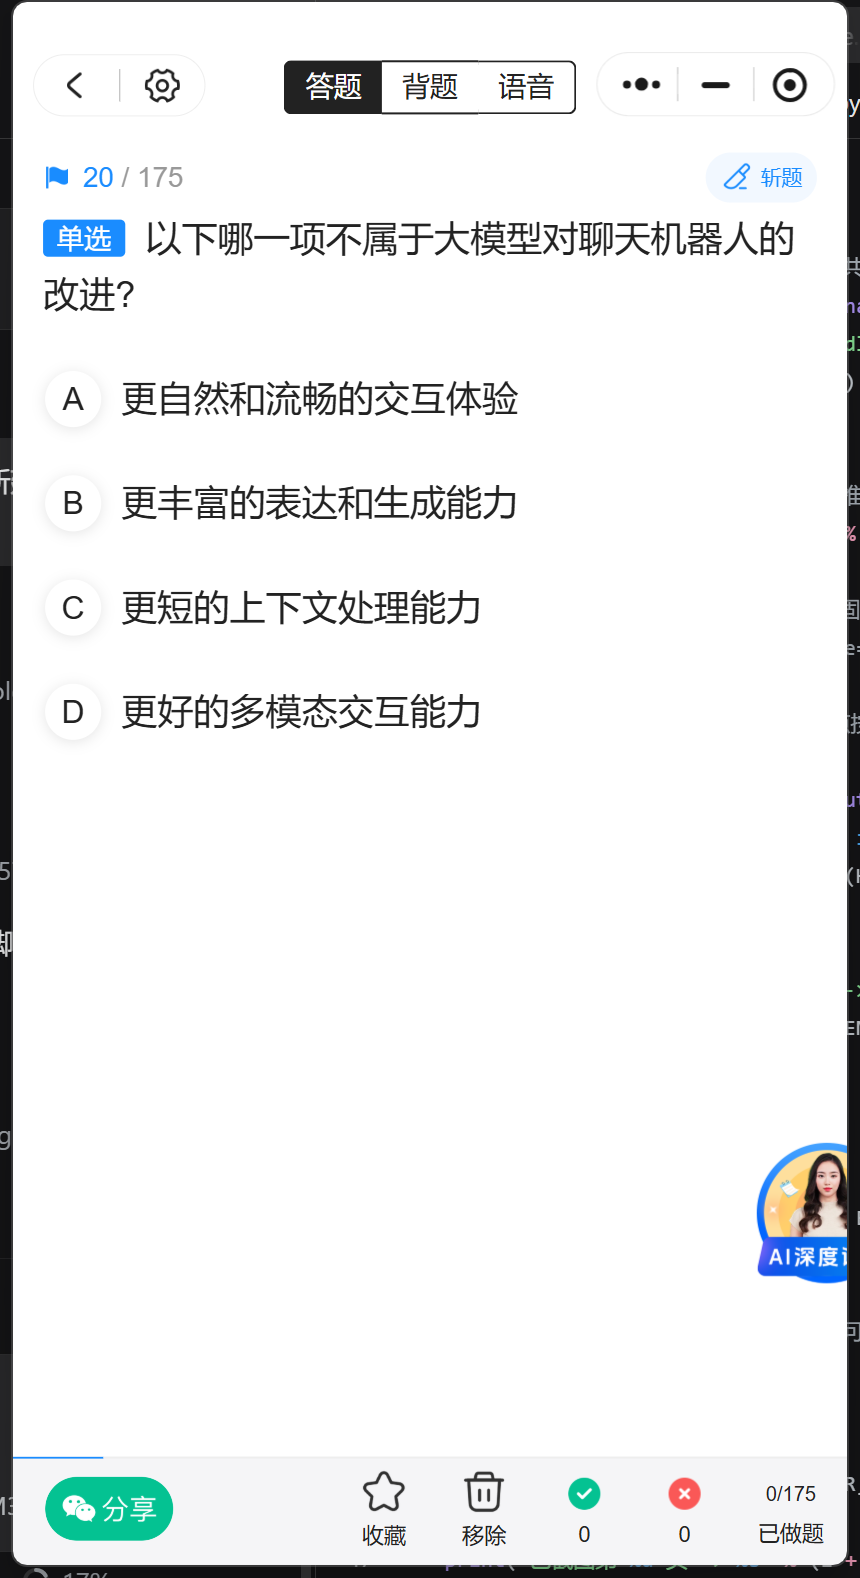 答题 背题 语音
20 / 175
斩题
单选 以下哪一项不属于大模型对聊天机器人的
改进?
A 更自然和流畅的交互体验
B 更丰富的表达和生成能力
C 更短的上下文处理能力
D 更好的多模态交互能力
AI深度
分享
收藏
移除
0
0
0/175
已做题
17%